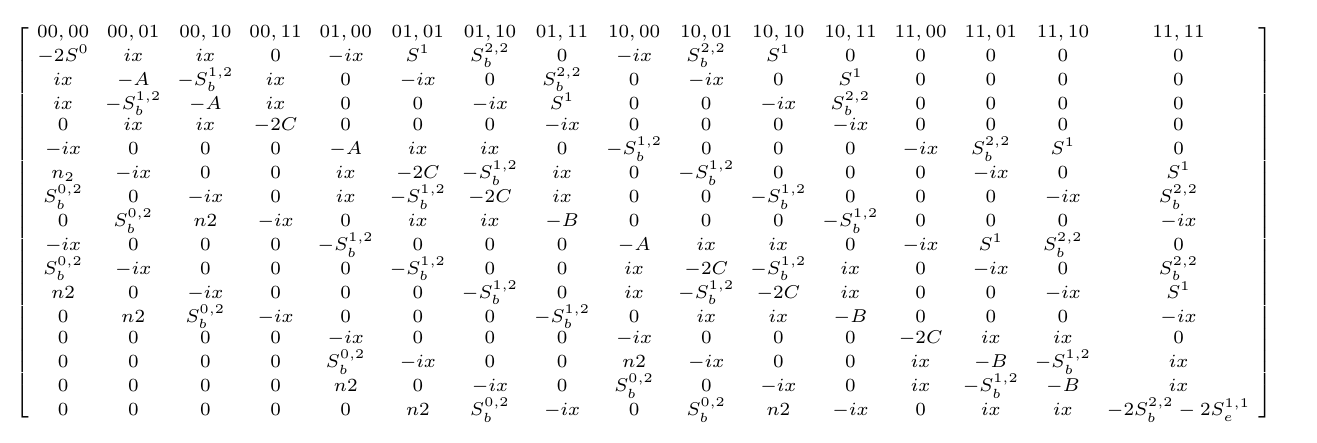 00,00 00,01 00,10 00,11 01,00 01,01 01,10 01,11 10,00 10,01 10,10 10,11 11,00 11,01 11,10 11,11
−2S^0 ix ix 0 −ix S^1 S_b^{2,2} 0 −ix S_b^{2,2} S^1 0 0 0 0 0
ix −A −S_b^{1,2} ix 0 −ix 0 S_b^{2,2} 0 −ix 0 S^1 0 0 0 0
ix −S_b^{1,2} −A ix 0 0 −ix S^1 0 0 −ix S_b^{2,2} 0 0 0 0
0 ix ix −2C 0 0 0 −ix 0 0 0 −ix 0 0 0 0
−ix 0 0 0 −A ix ix 0 −S_b^{1,2} 0 0 0 −ix S_b^{2,2} S^1 0
n_2 −ix 0 0 ix −2C −S_b^{1,2} ix 0 −S_b^{1,2} 0 0 0 −ix 0 S^1
S_b^{0,2} 0 −ix 0 ix −S_b^{1,2} −2C ix 0 0 −S_b^{1,2} 0 0 0 −ix S_b^{2,2}
0 S_b^{0,2} n2 −ix 0 ix ix −B 0 0 0 −S_b^{1,2} 0 0 0 −ix
−ix 0 0 0 −S_b^{1,2} 0 0 0 −A ix ix 0 −ix S^1 S_b^{2,2} 0
S_b^{0,2} −ix 0 0 0 −S_b^{1,2} 0 0 ix −2C −S_b^{1,2} ix 0 −ix 0 S_b^{2,2}
n2 0 −ix 0 0 0 −S_b^{1,2} 0 ix −S_b^{1,2} −2C ix 0 0 −ix S^1
0 n2 S_b^{0,2} −ix 0 0 0 −S_b^{1,2} 0 ix ix −B 0 0 0 −ix
0 0 0 0 −ix 0 0 0 −ix 0 0 0 −2C ix ix 0
0 0 0 0 S_b^{0,2} −ix 0 0 n2 −ix 0 0 ix −B −S_b^{1,2} ix
0 0 0 0 n2 0 −ix 0 S_b^{0,2} 0 −ix 0 ix −S_b^{1,2} −B ix
0 0 0 0 0 n2 S_b^{0,2} −ix 0 S_b^{0,2} n2 −ix 0 ix ix −2S_b^{2,2} − 2S_e^{1,1}